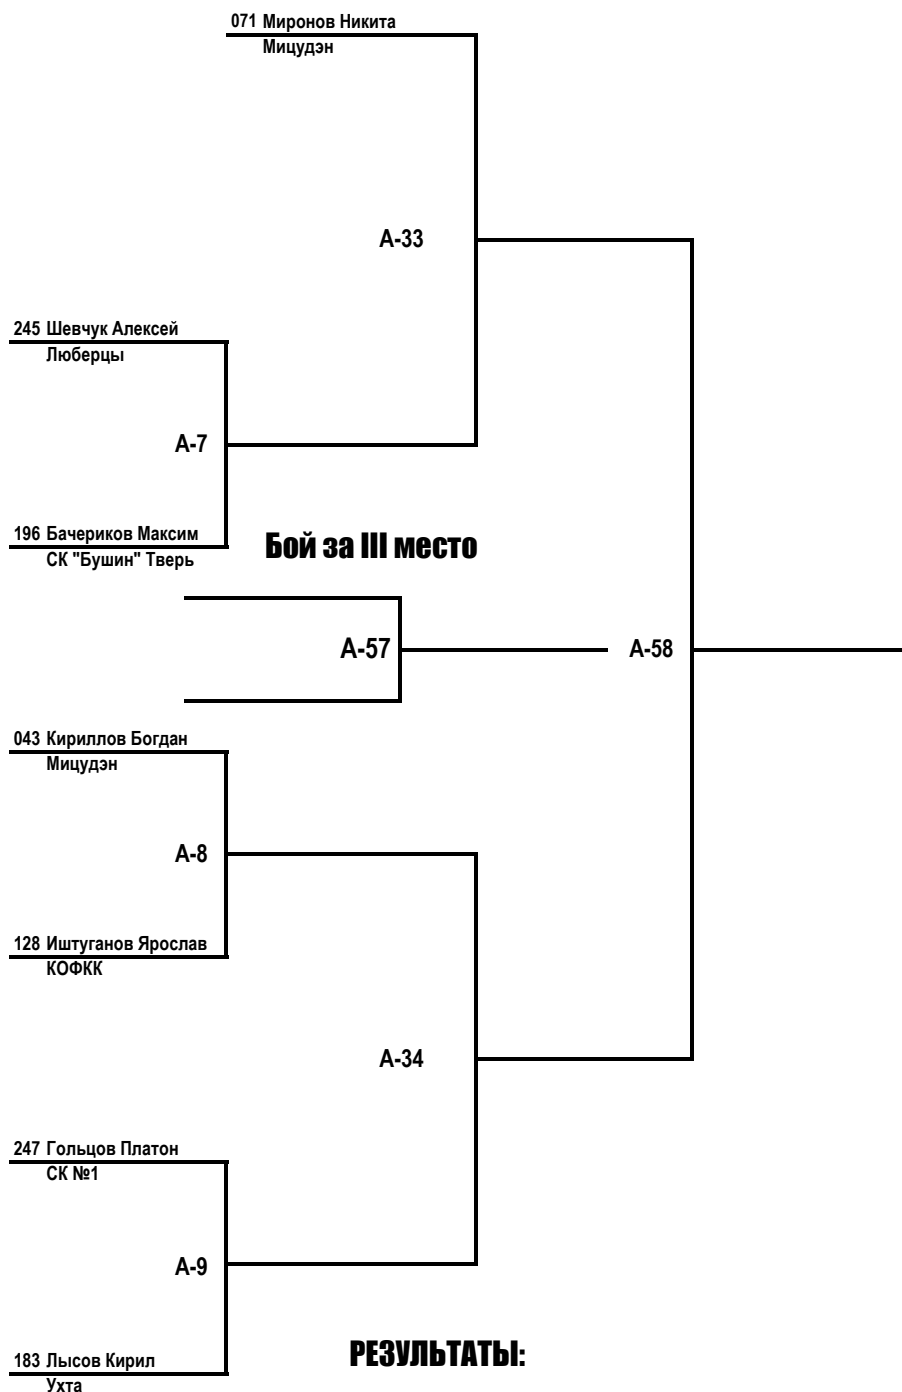 071 Миронов Никита
Мицудэн
А-33
245 Шевчук Алексей
Люберцы
А-7
196 Бачериков Максим
СК "Бушин" Тверь
Бой за III место
А-57
А-58
043 Кириллов Богдан
Мицудэн
А-8
128 Иштуганов Ярослав
КОФКК
А-34
247 Гольцов Платон
СК №1
А-9
183 Лысов Кирил
Ухта
РЕЗУЛЬТАТЫ: